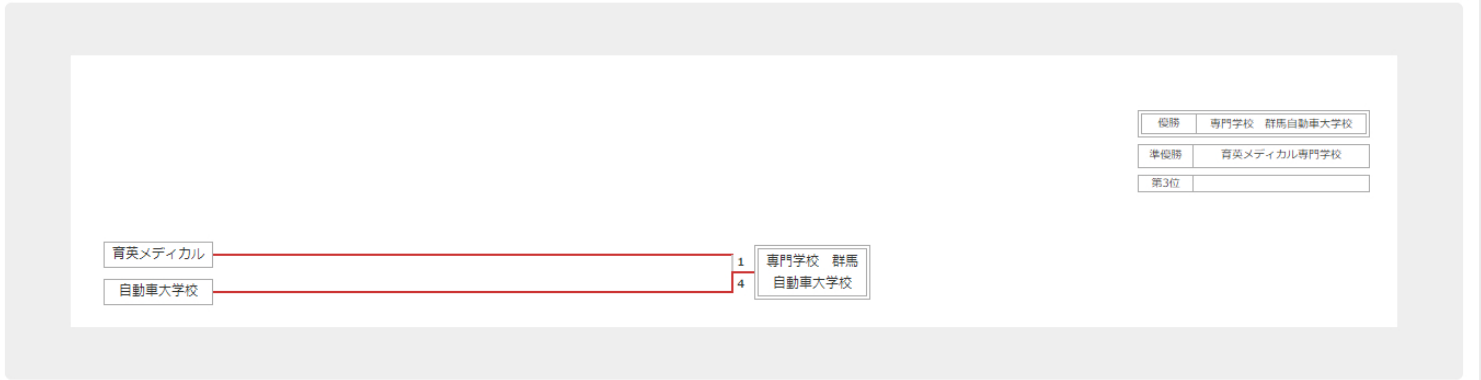 優勝 専門学校 群馬自動車大学校
準優勝 育英メディカル専門学校
第3位
育英メディカル
自動車大学校
1
4
専門学校 群馬
自動車大学校